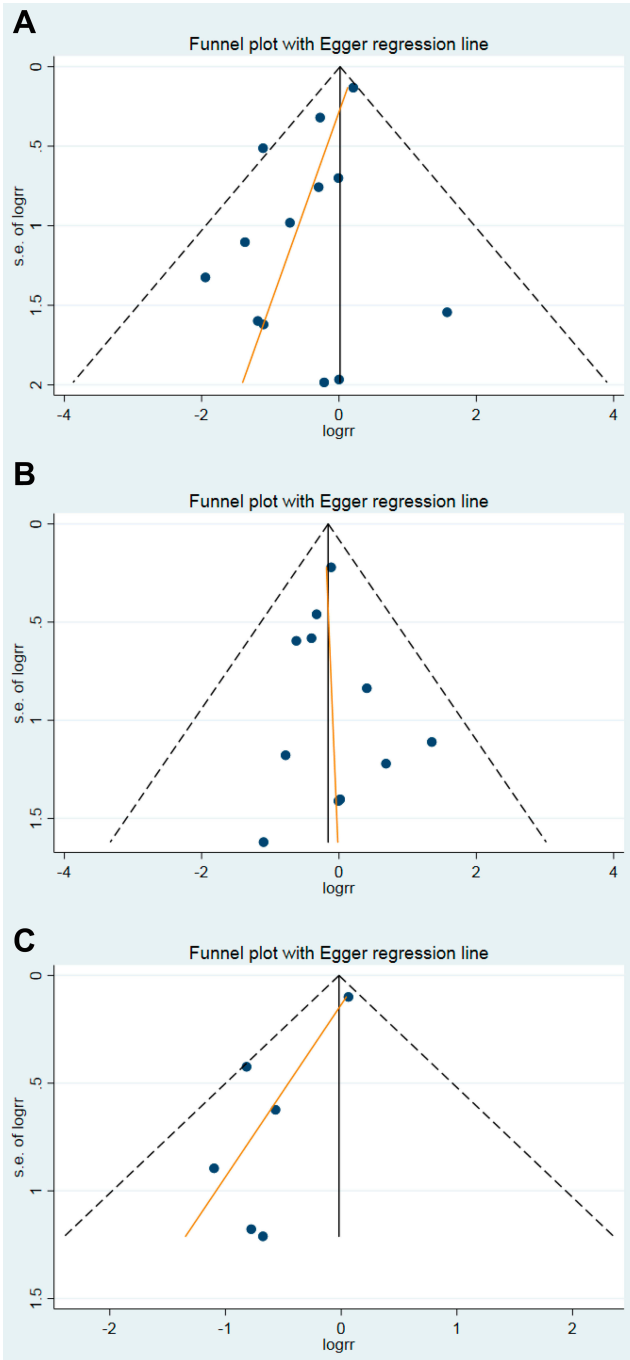 A
Funnel plot with Egger regression line
0
.5
1
1.5
2
s.e. of logrr
-4 -2 0 2 4
logrr
B
Funnel plot with Egger regression line
0
.5
1
1.5
s.e. of logrr
-4 -2 0 2 4
logrr
C
Funnel plot with Egger regression line
0
.5
1
1.5
s.e. of logrr
-2 -1 0 1 2
logrr